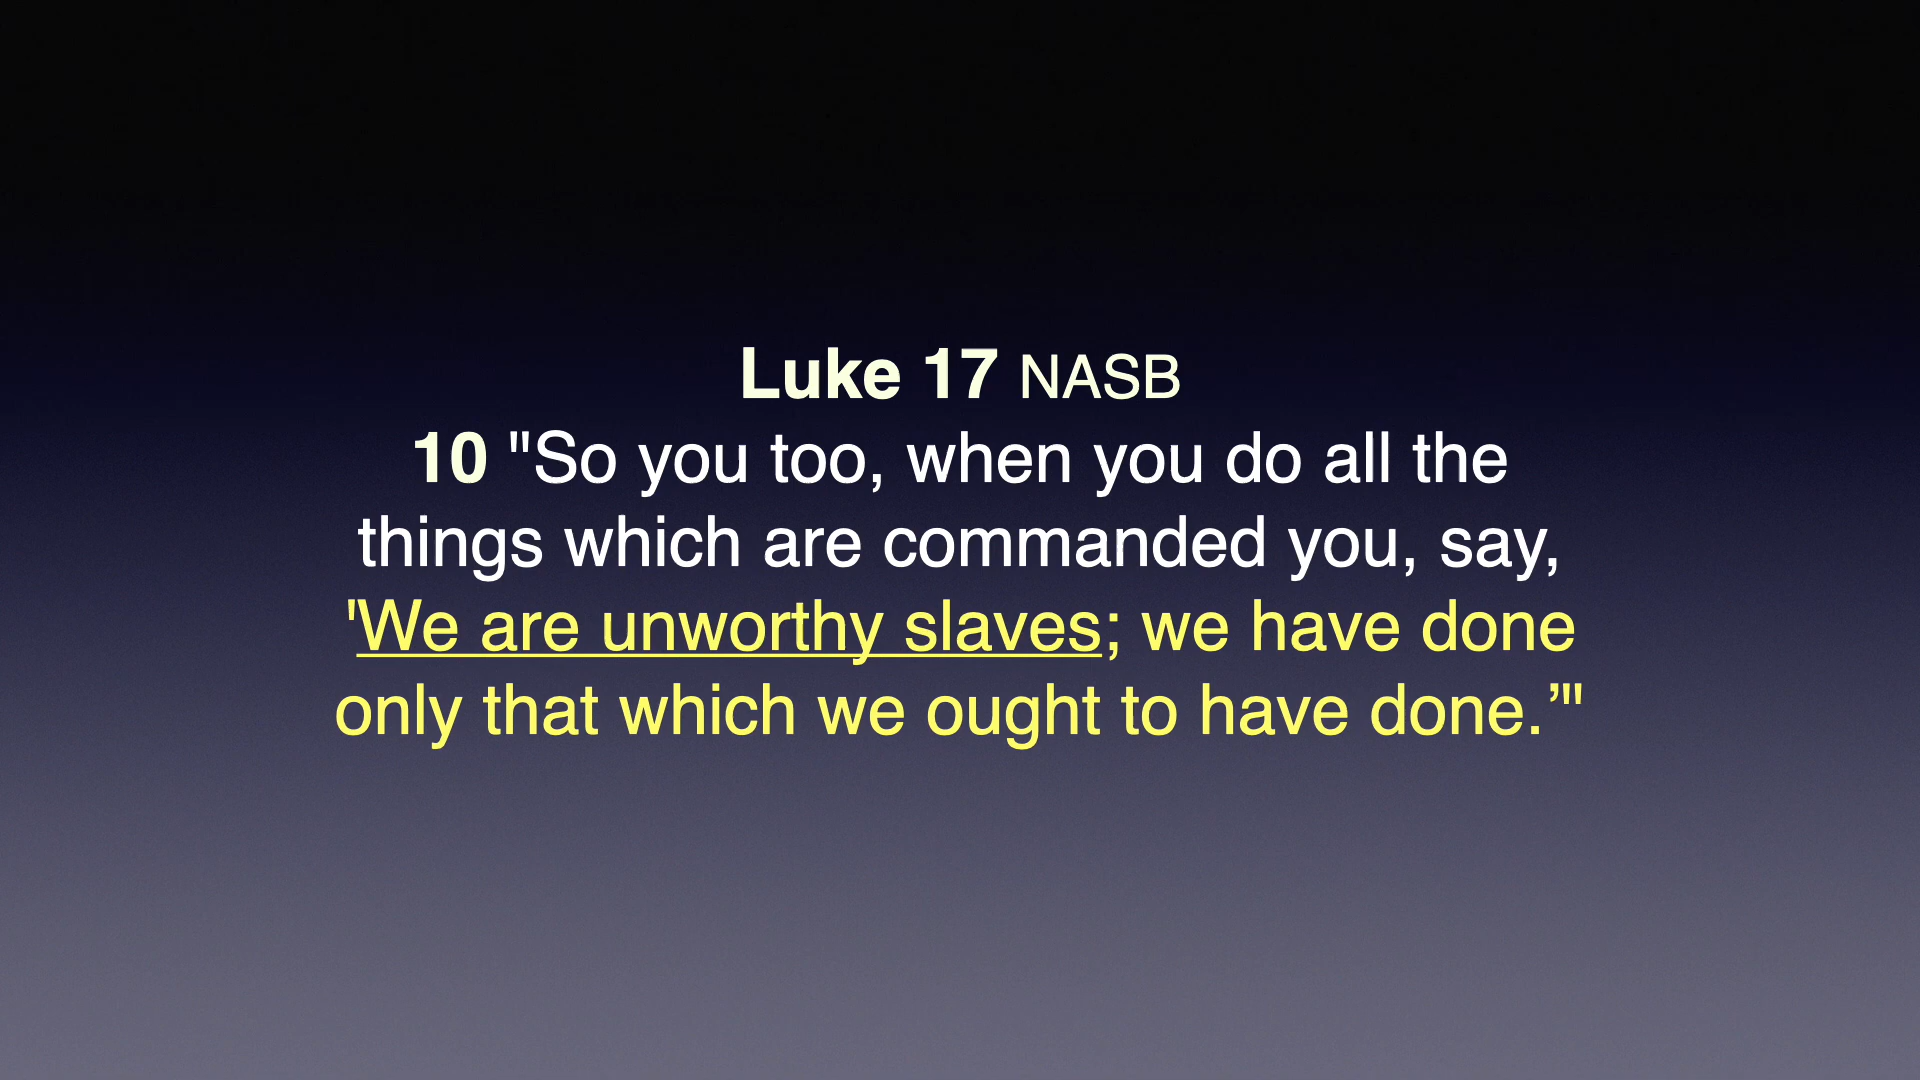 Luke 17 NASB
10 "So you too, when you do all the
things which are commanded you, say,
'We are unworthy slaves; we have done
only that which we ought to have done.’"